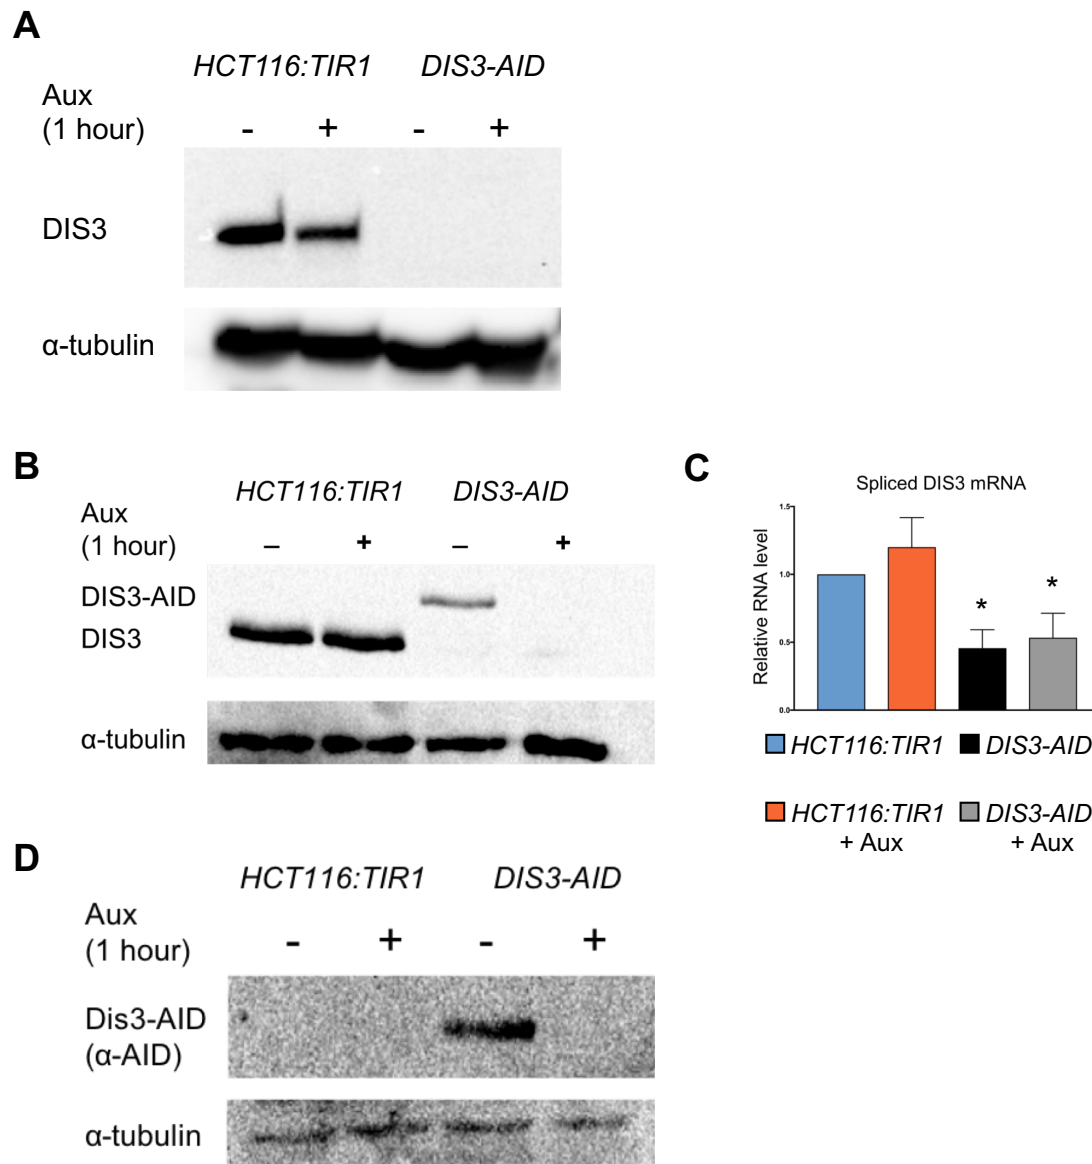 A
HCT116:TIR1 DIS3-AID
Aux
(1 hour) - + - +
DIS3
α-tubulin
B
HCT116:TIR1 DIS3-AID
Aux
(1 hour) – + – +
DIS3-AID
DIS3
α-tubulin
C
Spliced DIS3 mRNA
Relative RNA level
1.5
1.0
0.5
0.0
* *
HCT116:TIR1 DIS3-AID
HCT116:TIR1 DIS3-AID
+ Aux + Aux
D
HCT116:TIR1 DIS3-AID
Aux
(1 hour) - + - +
Dis3-AID
(α-AID)
α-tubulin